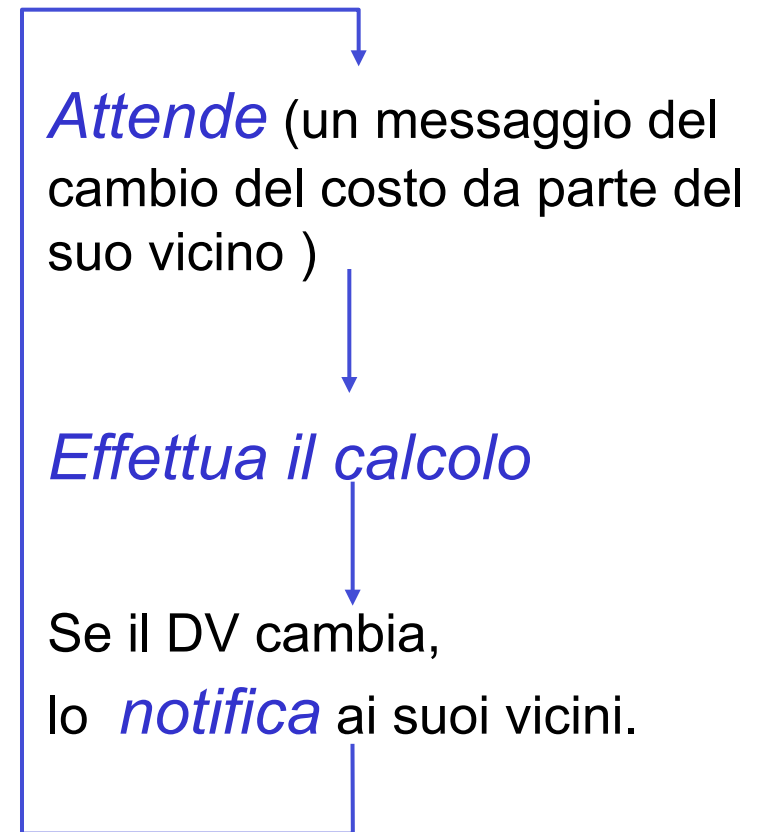 Attende (un messaggio del
cambio del costo da parte del
suo vicino )
Effettua il calcolo
Se il DV cambia,
lo notifica ai suoi vicini.